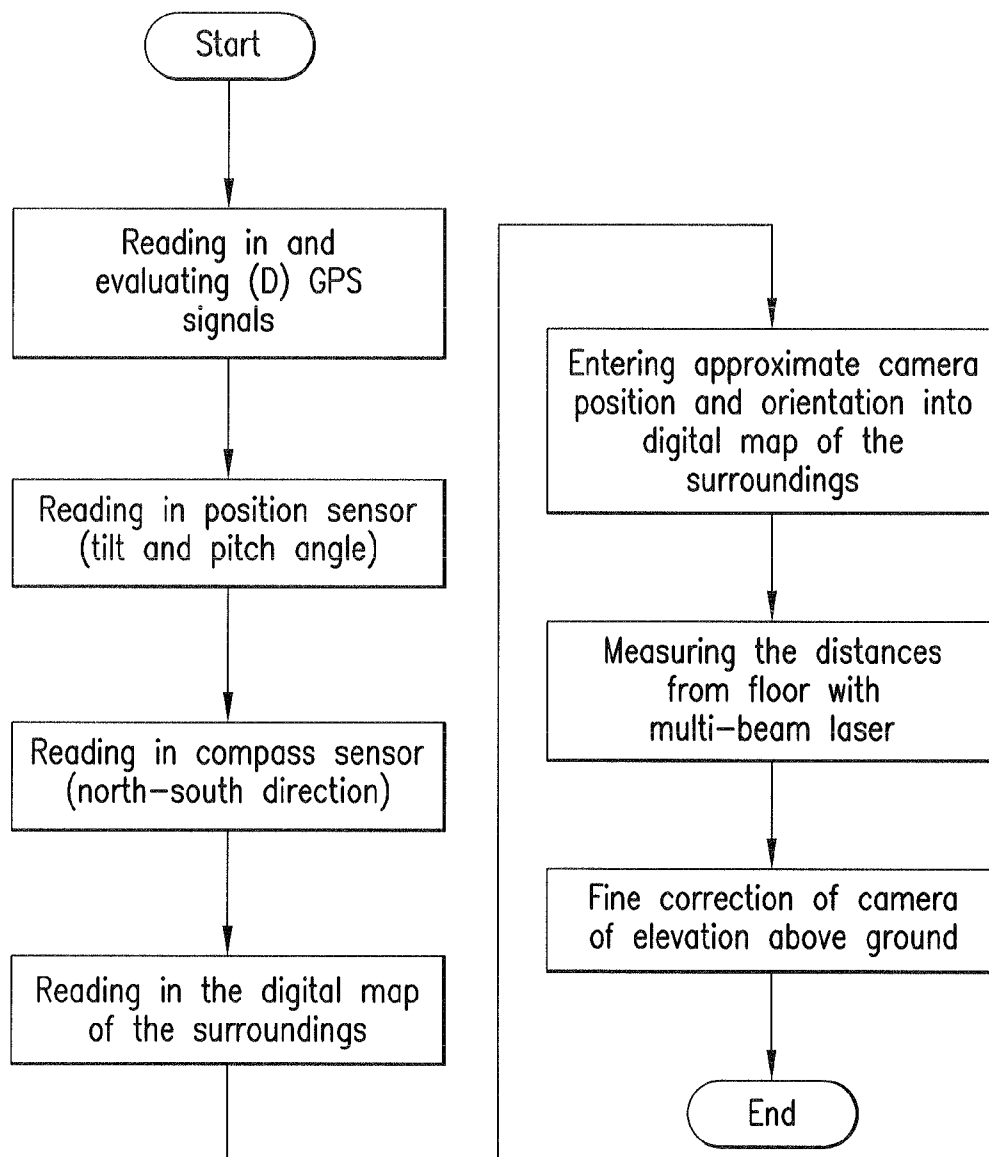 Start
Reading in and
evaluating (D) GPS
signals
Reading in position sensor
(tilt and pitch angle)
Reading in compass sensor
(north-south direction)
Reading in the digital map
of the surroundings
Entering approximate camera
position and orientation into
digital map of the
surroundings
Measuring the distances
from floor with
multi-beam laser
Fine correction of camera
of elevation above ground
End